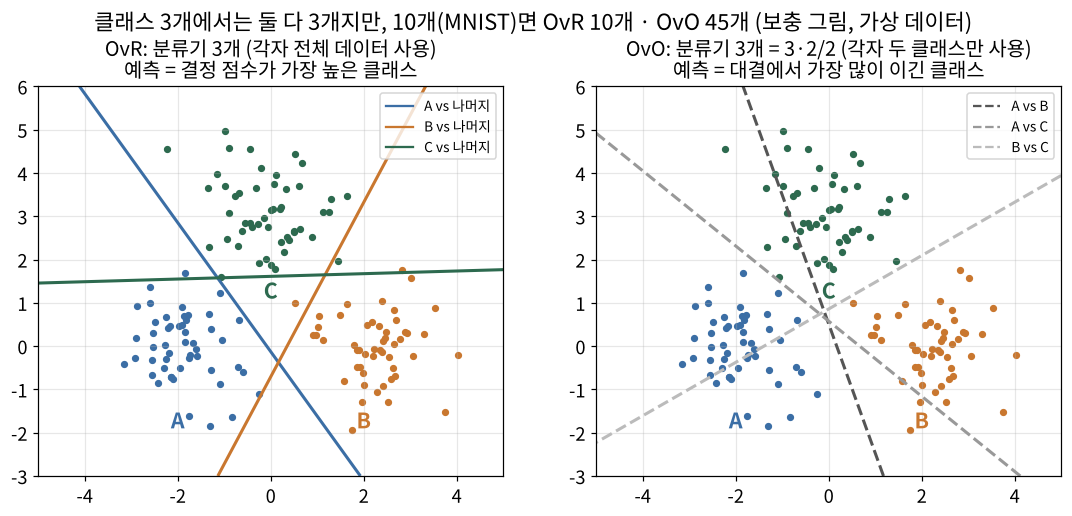 클래스 3개에서는 둘 다 3개지만, 10개(MNIST)면 OvR 10개 · OvO 45개 (보충 그림, 가상 데이터)
OvR: 분류기 3개 (각자 전체 데이터 사용)
예측 = 결정 점수가 가장 높은 클래스
A vs 나머지
B vs 나머지
C vs 나머지
6
5
4
3
2
1
0
-1
-2
-3
C
A
B
-4
-2
0
2
4
OvO: 분류기 3개 = 3·2/2 (각자 두 클래스만 사용)
예측 = 대결에서 가장 많이 이긴 클래스
A vs B
A vs C
B vs C
6
5
4
3
2
1
0
-1
-2
-3
C
A
B
-4
-2
0
2
4